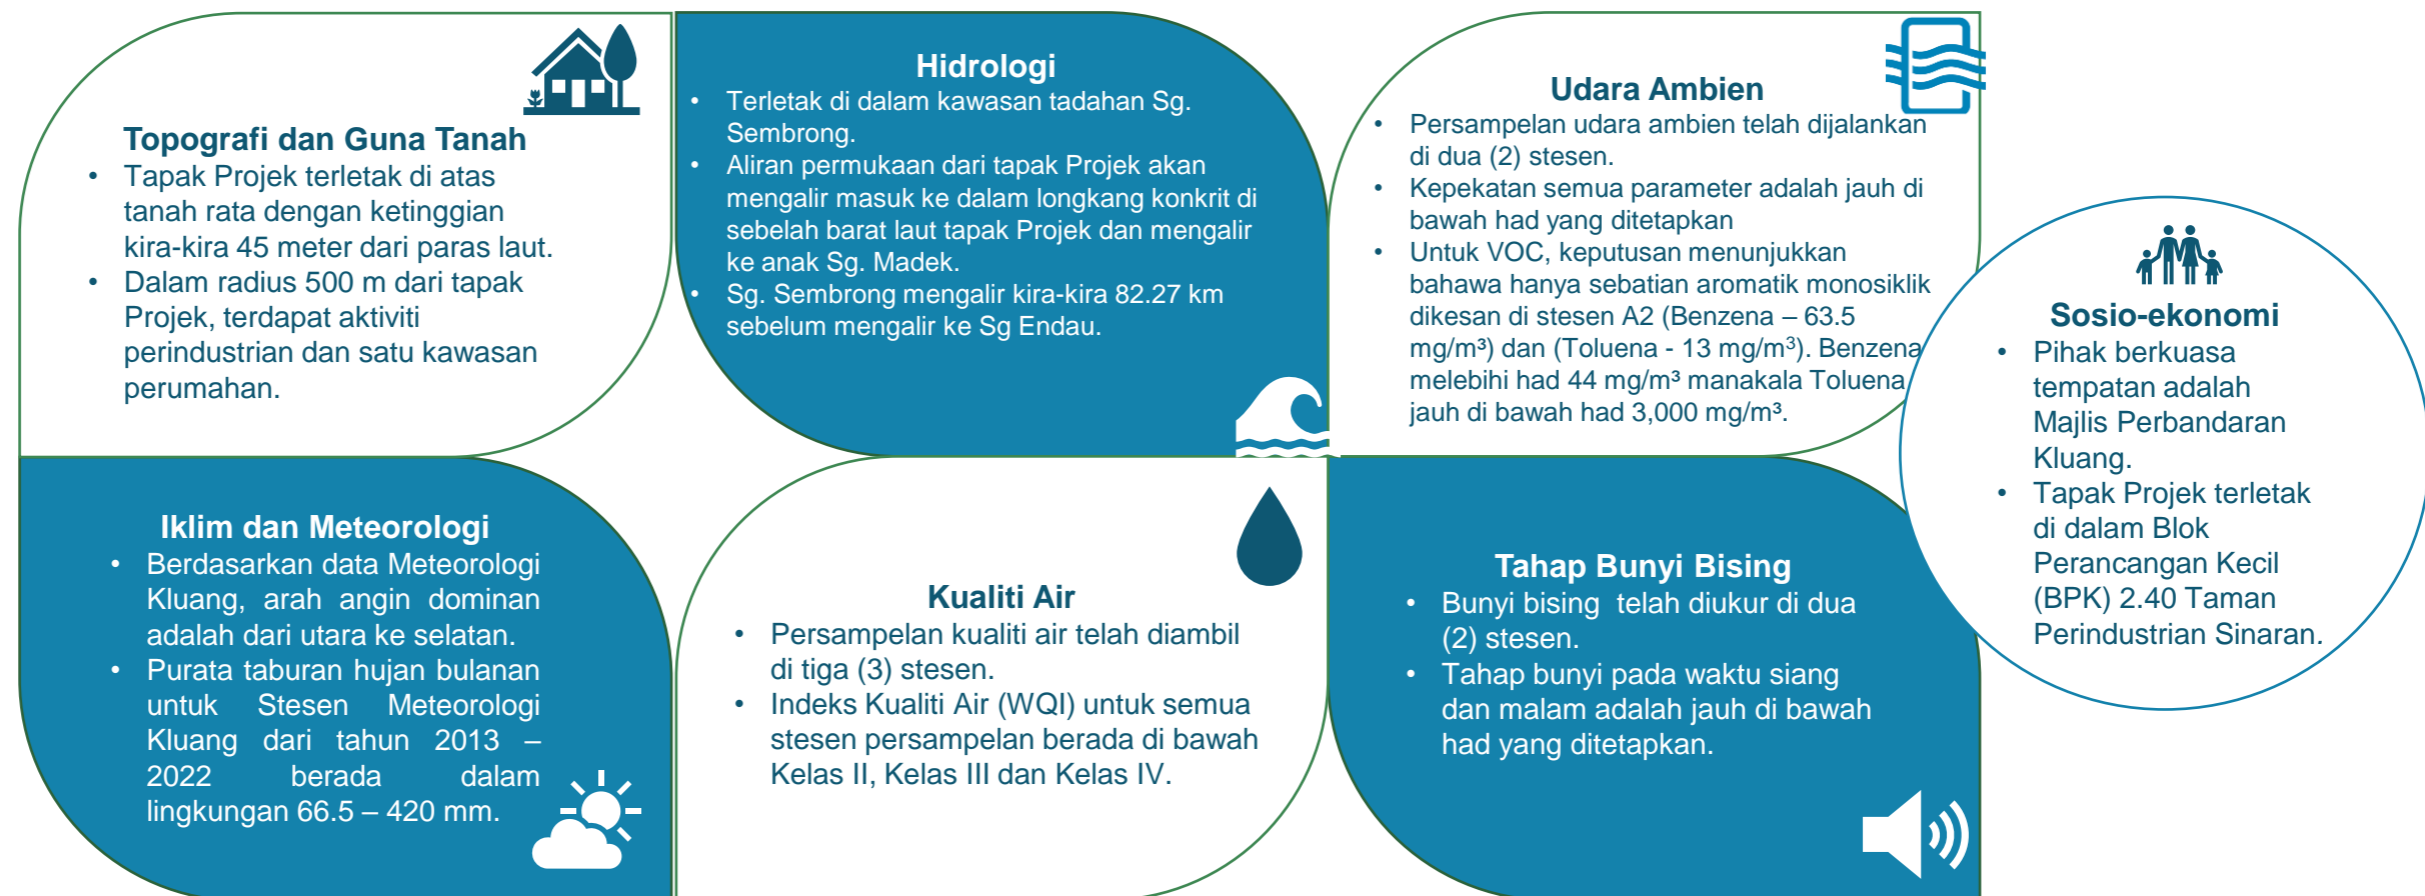 Topografi dan Guna Tanah
• Tapak Projek terletak di atas
tanah rata dengan ketinggian
kira-kira 45 meter dari paras laut.
• Dalam radius 500 m dari tapak
Projek, terdapat aktiviti
perindustrian dan satu kawasan
perumahan.
Hidrologi
• Terletak di dalam kawasan tadahan Sg.
Sembrong.
• Aliran permukaan dari tapak Projek akan
mengalir masuk ke dalam longkang konkrit di
sebelah barat laut tapak Projek dan mengalir
ke anak Sg. Madek.
• Sg. Sembrong mengalir kira-kira 82.27 km
sebelum mengalir ke Sg Endau.
Udara Ambien
• Persampelan udara ambien telah dijalankan
di dua (2) stesen.
• Kepekatan semua parameter adalah jauh di
bawah had yang ditetapkan
• Untuk VOC, keputusan menunjukkan
bahawa hanya sebatian aromatik monosiklik
dikesan di stesen A2 (Benzena – 63.5
mg/m³) dan (Toluena - 13 mg/m³). Benzena
melebihi had 44 mg/m³ manakala Toluena
jauh di bawah had 3,000 mg/m³.
Sosio-ekonomi
• Pihak berkuasa
tempatan adalah
Majlis Perbandaran
Kluang.
• Tapak Projek terletak
di dalam Blok
Perancangan Kecil
(BPK) 2.40 Taman
Perindustrian Sinaran.
Iklim dan Meteorologi
• Berdasarkan data Meteorologi
Kluang, arah angin dominan
adalah dari utara ke selatan.
• Purata taburan hujan bulanan
untuk Stesen Meteorologi
Kluang dari tahun 2013 –
2022 berada dalam
lingkungan 66.5 – 420 mm.
Kualiti Air
• Persampelan kualiti air telah diambil
di tiga (3) stesen.
• Indeks Kualiti Air (WQI) untuk semua
stesen persampelan berada di bawah
Kelas II, Kelas III dan Kelas IV.
Tahap Bunyi Bising
• Bunyi bising telah diukur di dua
(2) stesen.
• Tahap bunyi pada waktu siang
dan malam adalah jauh di bawah
had yang ditetapkan.